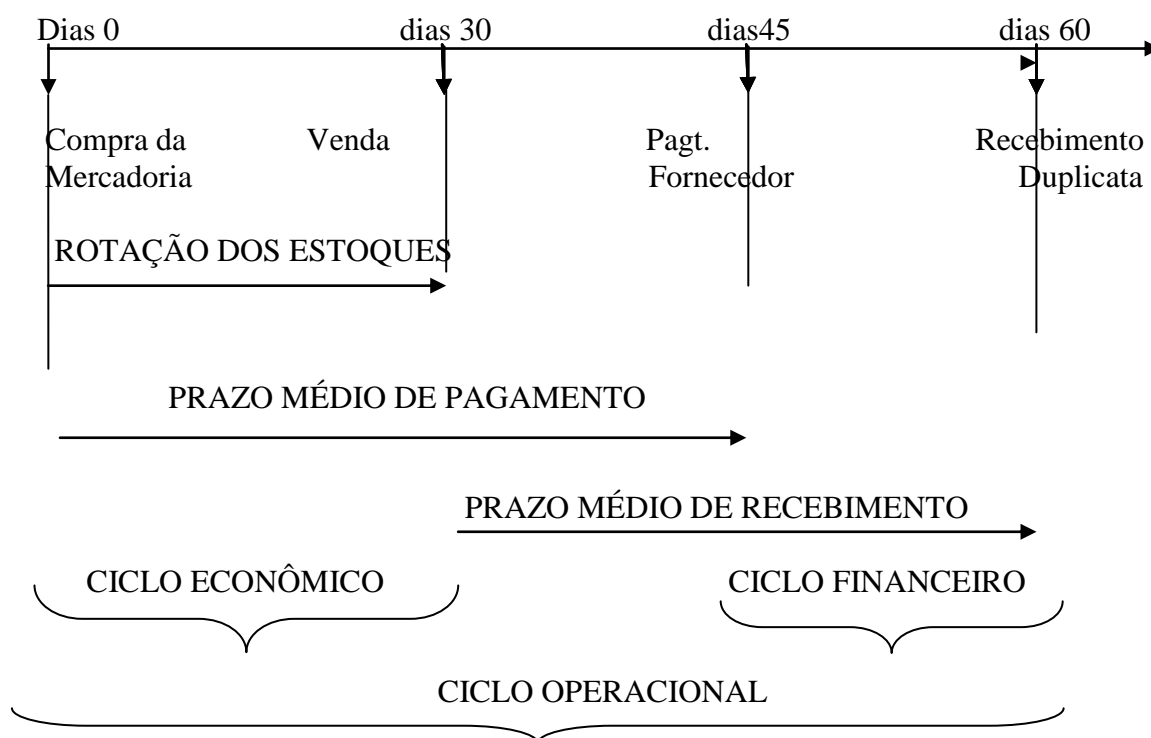 Dias 0 dias 30 dias45 dias 60
Compra da Venda Pagt. Recebimento
Mercadoria Fornecedor Duplicata
ROTAÇÃO DOS ESTOQUES
PRAZO MÉDIO DE PAGAMENTO
PRAZO MÉDIO DE RECEBIMENTO
CICLO ECONÔMICO CICLO FINANCEIRO
CICLO OPERACIONAL